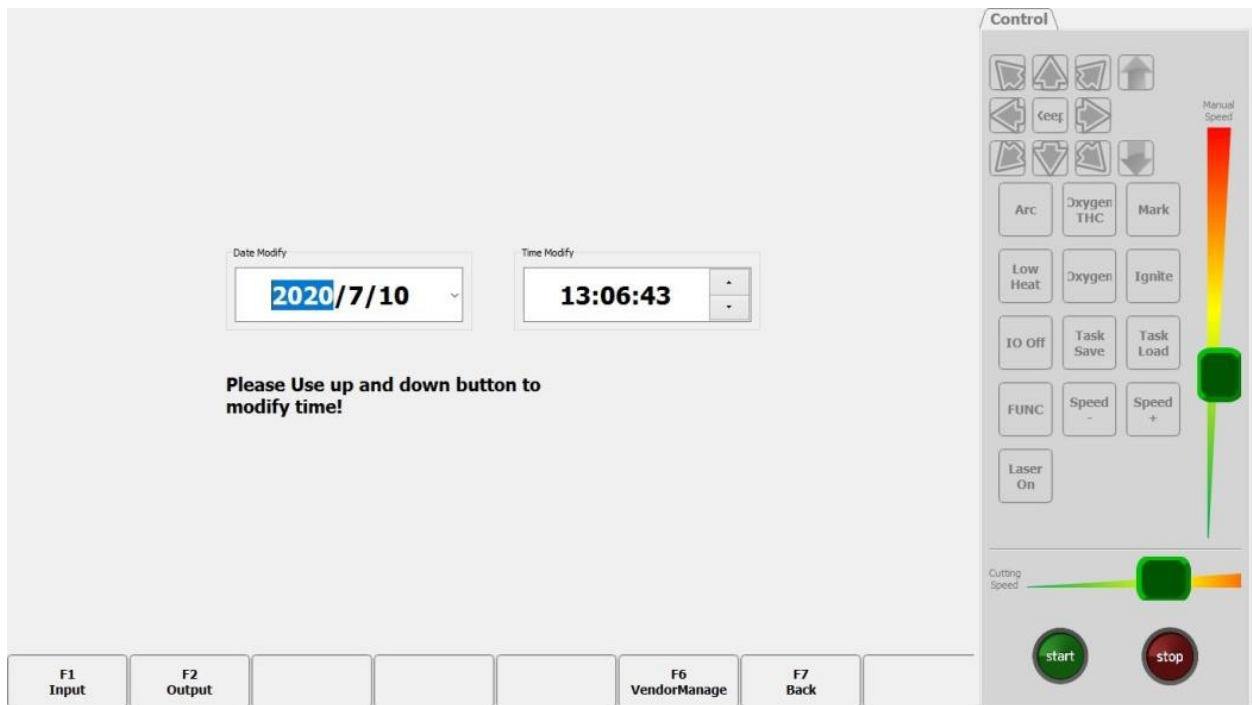 Control
Keep
Manual
Speed
Arc
Oxygen
THC
Mark
Low
Heat
Oxygen
Ignite
IO Off
Task
Save
Task
Load
FUNC
Speed
-
Speed
+
Laser
On
Date Modify
2020/7/10
Time Modify
13:06:43
Please Use up and down button to
modify time!
Cutting
Speed
start
stop
F1
Input
F2
Output
F6
VendorManage
F7
Back